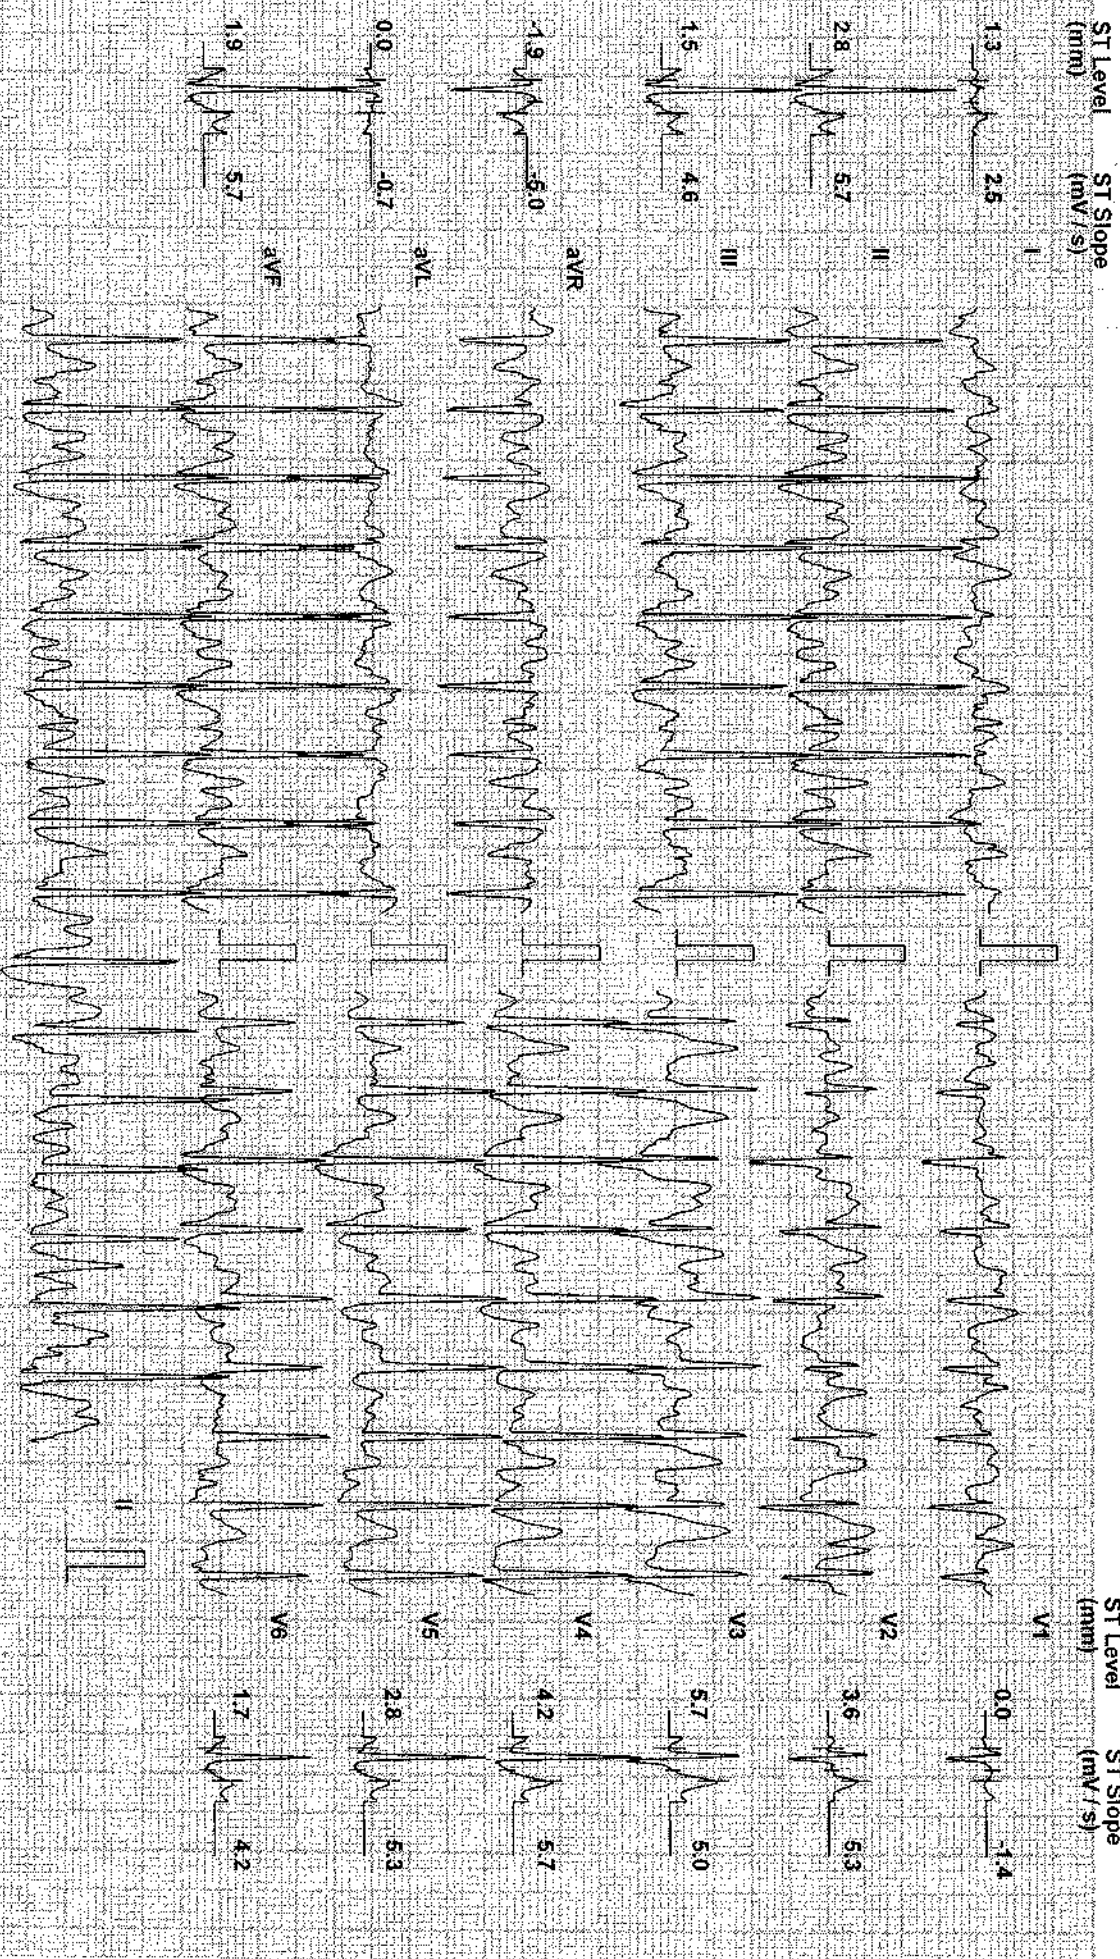 ST Level
(mm)
ST Slope
(mV / s)
1.3
2.5
I
2.8
5.7
II
1.5
4.6
III
-1.9
-5.0
aVR
0.0
-0.7
aVL
1.9
5.7
aVF
II
ST Level
(mm)
ST Slope
(mV / s)
V1
0.0
-1.4
V2
3.6
5.3
V3
5.7
5.0
V4
4.2
5.7
V5
2.8
5.3
V6
1.7
4.2